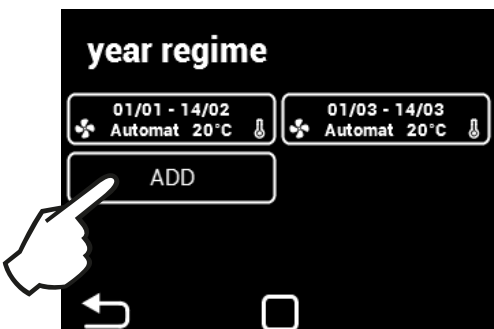 year regime
01/01 - 14/02
Automat 20°C
01/03 - 14/03
Automat 20°C
ADD